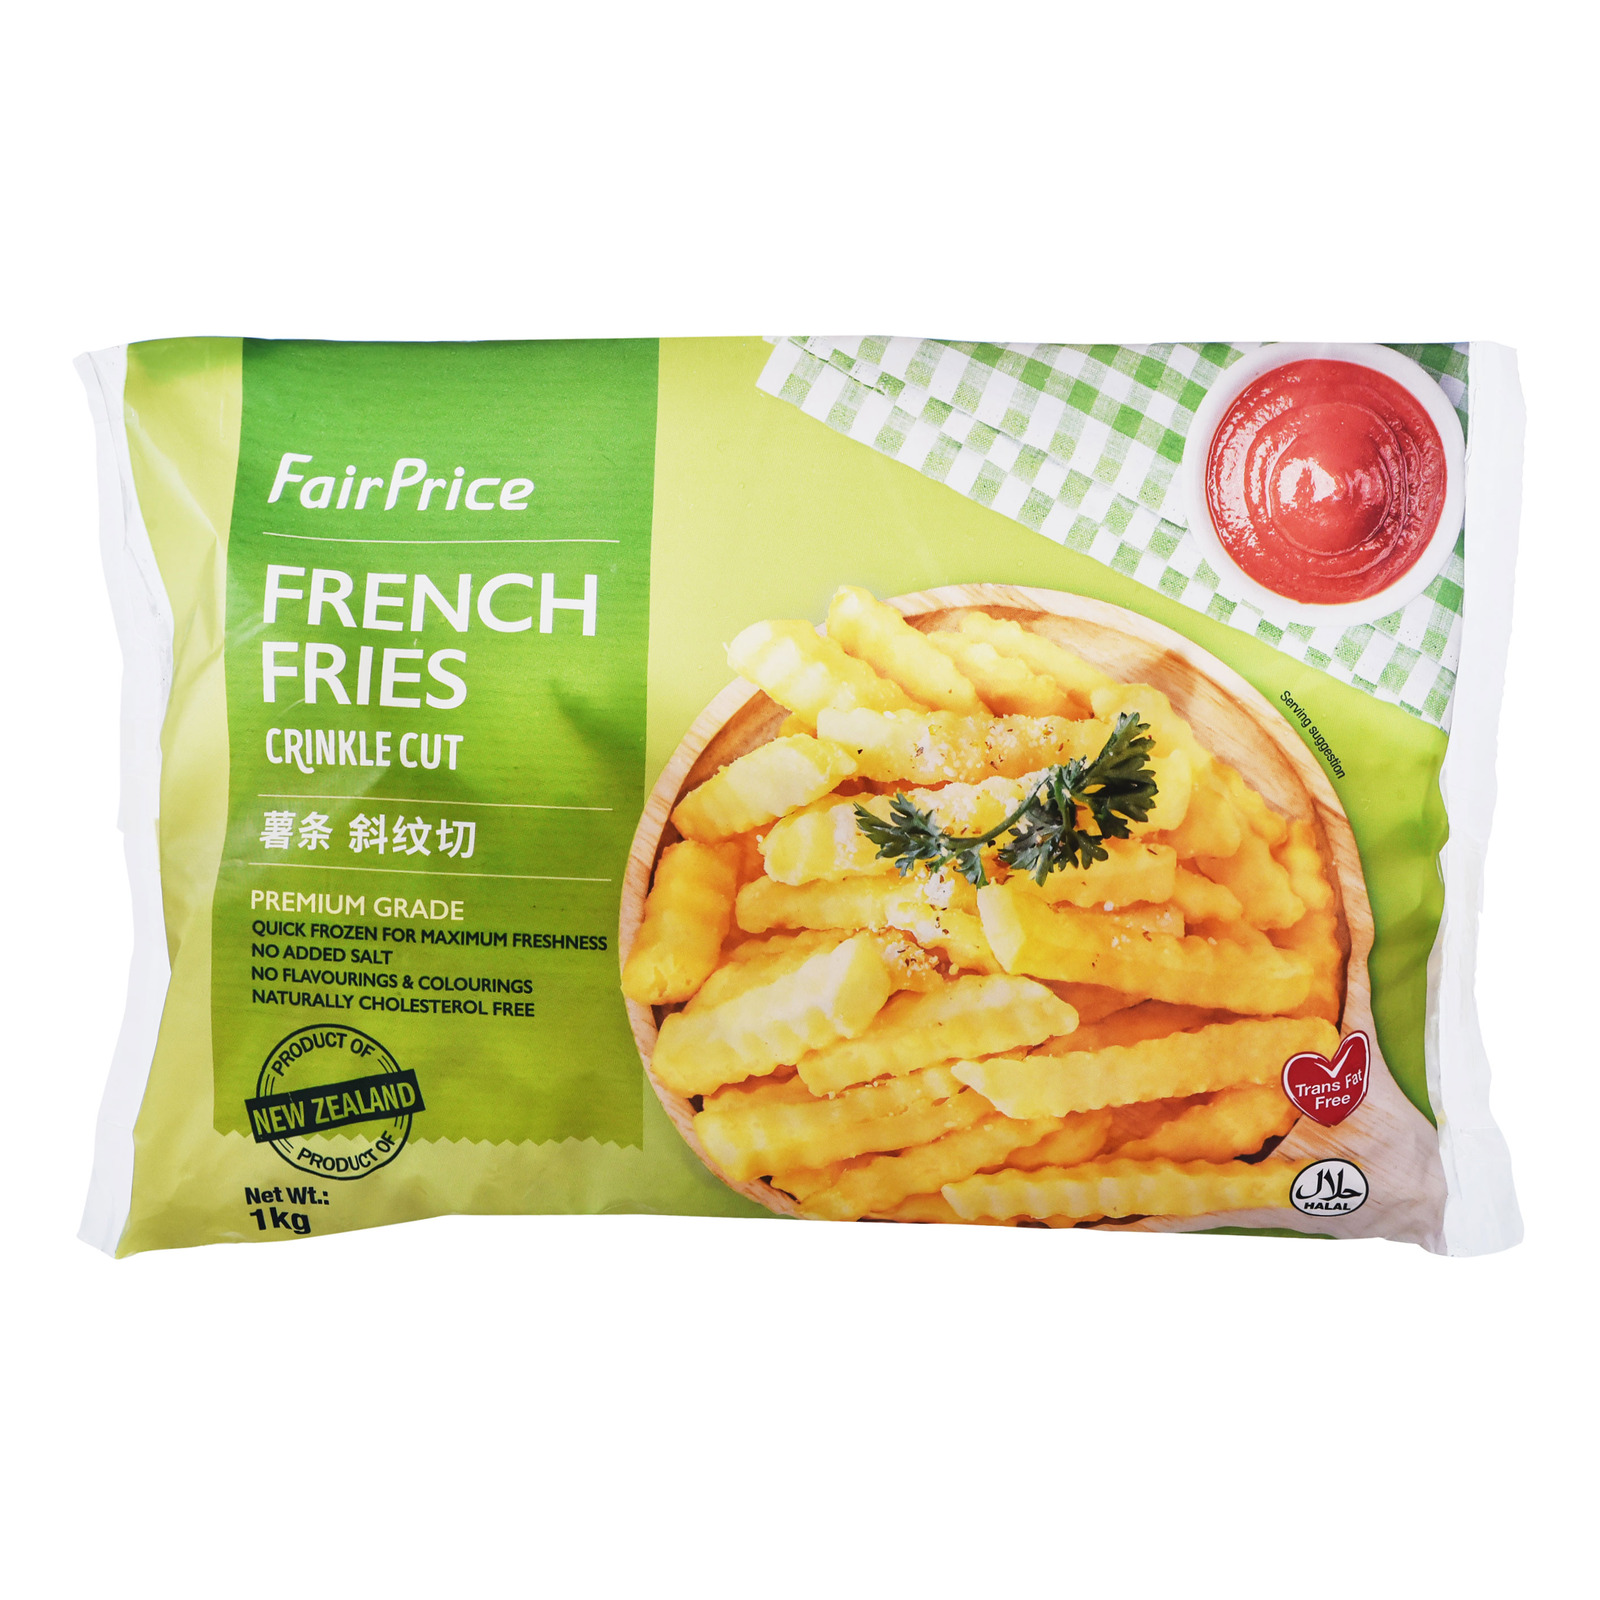 FairPrice
FRENCH
FRIES
CRINKLE CUT
薯条 斜纹切
PREMIUM GRADE
QUICK FROZEN FOR MAXIMUM FRESHNESS
NO ADDED SALT
NO FLAVOURINGS & COLOURINGS
NATURALLY CHOLESTEROL FREE
PRODUCT OF
NEW ZEALAND
PRODUCT OF
Net Wt.:
1kg
Serving suggestion
Trans Fat
Free
حلال
HALAL